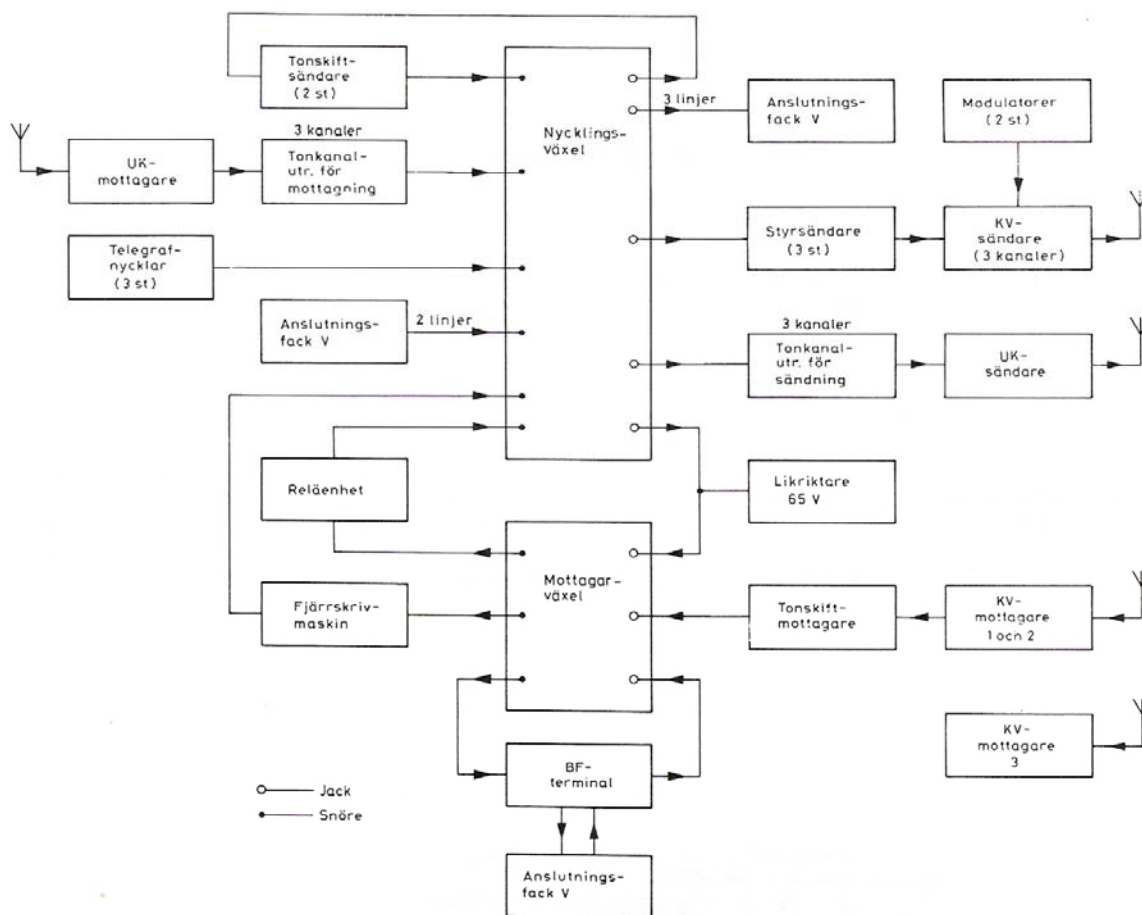 Tonskift-
sändare
(2 st)
3 linjer
Anslutnings-
fack V
Modulatorer
(2 st)
Nycklings-
växel
UK-
mottagare
3 kanaler
Tonkanal-
utr. för
mottagning
Styrsändare
(3 st)
KV-
sändare
(3 kanaler)
Telegraf-
nycklar
(3 st)
Anslutnings-
fack V
2 linjer
3 kanaler
Tonkanal-
utr. för
sändning
UK-
sändare
Reläenhet
Likriktare
65 V
Mottagar-
växel
Fjärrskriv-
maskin
Tonskift-
mottagare
KV-
mottagare
1 och 2
KV-
mottagare
3
BF-
terminal
Jack
Snöre
Anslutnings-
fack V